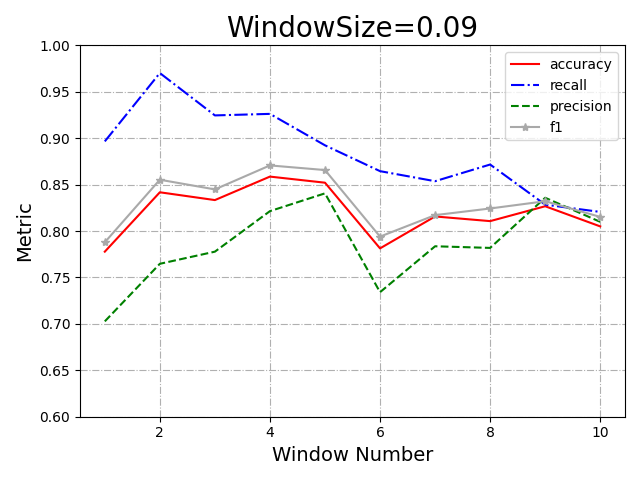 WindowSize=0.09
1.00
0.95
0.90
0.85
0.80
0.75
0.70
0.65
0.60
Metric
2 4 6 8 10
Window Number
accuracy
recall
precision
f1